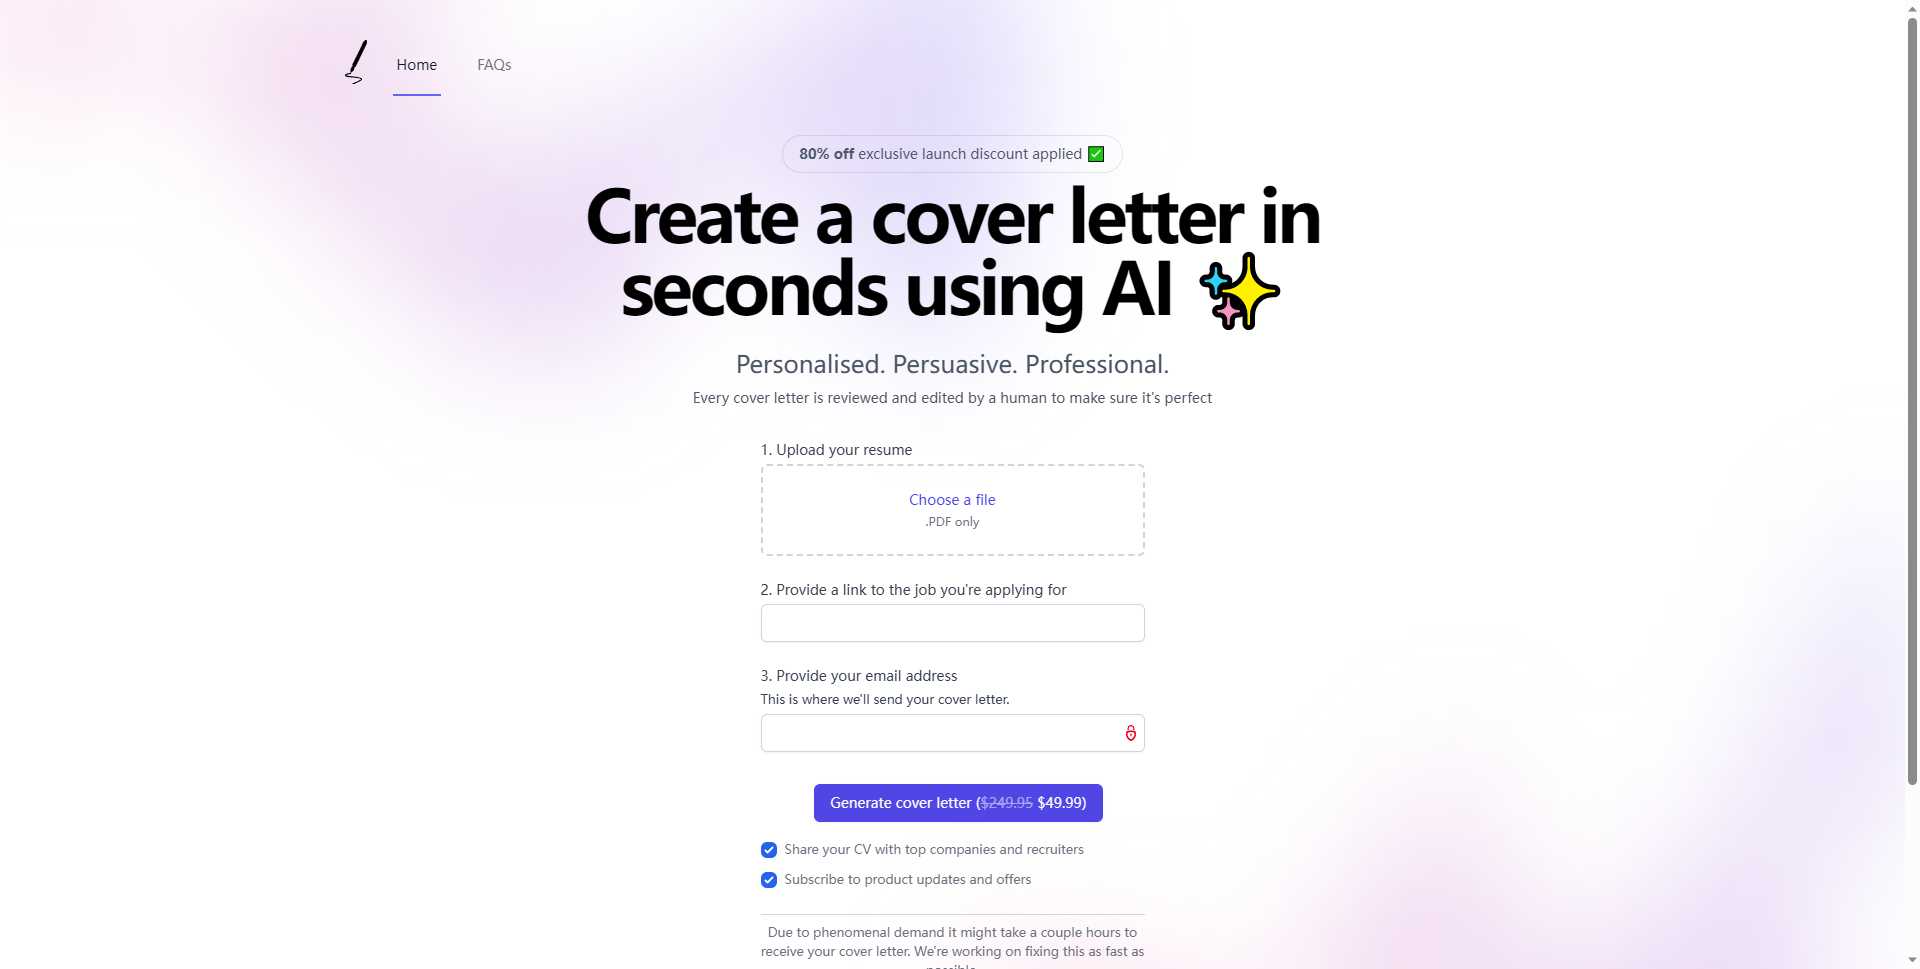 Home
FAQs
80% off exclusive launch discount applied ✅
Create a cover letter in
seconds using AI ✨
Personalised. Persuasive. Professional.
Every cover letter is reviewed and edited by a human to make sure it's perfect
1. Upload your resume
Choose a file
.PDF only
2. Provide a link to the job you're applying for
3. Provide your email address
This is where we'll send your cover letter.
Generate cover letter ($249.95 $49.99)
Share your CV with top companies and recruiters
Subscribe to product updates and offers
Due to phenomenal demand it might take a couple hours to
receive your cover letter. We're working on fixing this as fast as